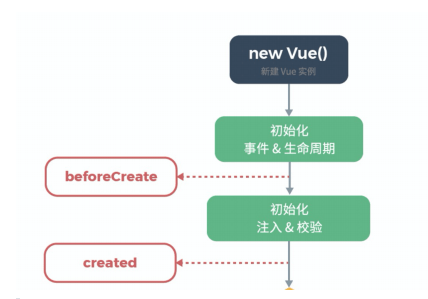 new Vue()
新建 Vue 实例
初始化
事件 & 生命周期
beforeCreate
初始化
注入 & 校验
created